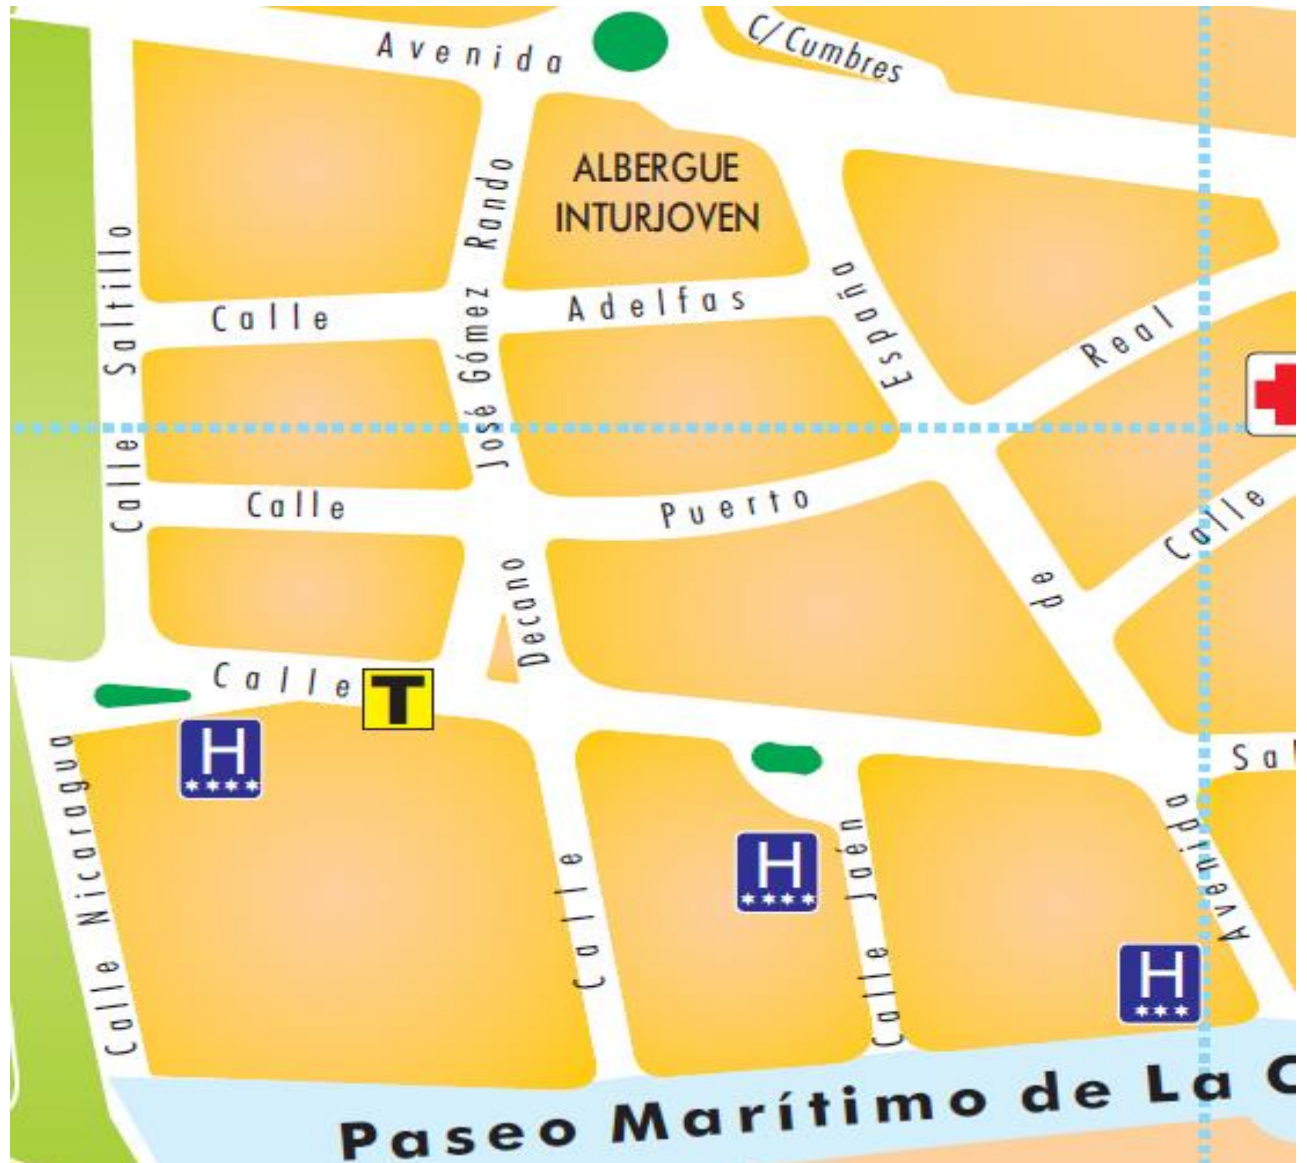 Avenida
C/Cumbres
ALBERGUE
INTURJOVEN
Calle Saltillo
José Gómez Rando
Calle
Adelfas
España
Real
Calle
Puerto
Calle
Decano
de
Calle
T
Sal
H
****
Calle Nicaragua
Calle
H
****
Calle Jaén
Avenida
H
***
Paseo Marítimo de La C